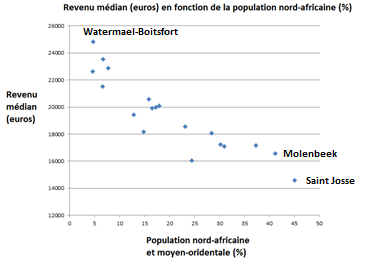 Revenu médian (euros) en fonction de la population nord-africaine (%)
Watermael-Boitsfort
26000
24000
22000
20000
18000
16000
14000
12000
Revenu
médian
(euros)
Molenbeek
Saint Josse
0 5 10 15 20 25 30 35 40 45 50
Population nord-africaine
et moyen-orientale (%)